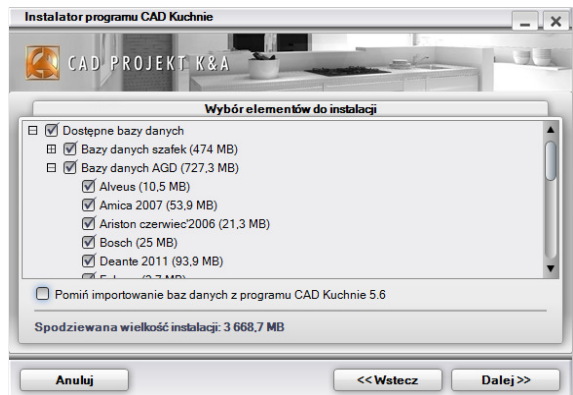 Instalator programu CAD Kuchnie
CAD PROJEKT K&A
Wybór elementów do instalacji
Dostępne bazy danych
Bazy danych szafek (474 MB)
Bazy danych AGD (727,3 MB)
Alveus (10,5 MB)
Amica 2007 (53,9 MB)
Ariston czerwiec'2006 (21,3 MB)
Bosch (25 MB)
Deante 2011 (93,9 MB)
Pomiń importowanie baz danych z programu CAD Kuchnie 5.6
Spodziewana wielkość instalacji: 3 668,7 MB
Anuluj
<< Wstecz
Dalej >>